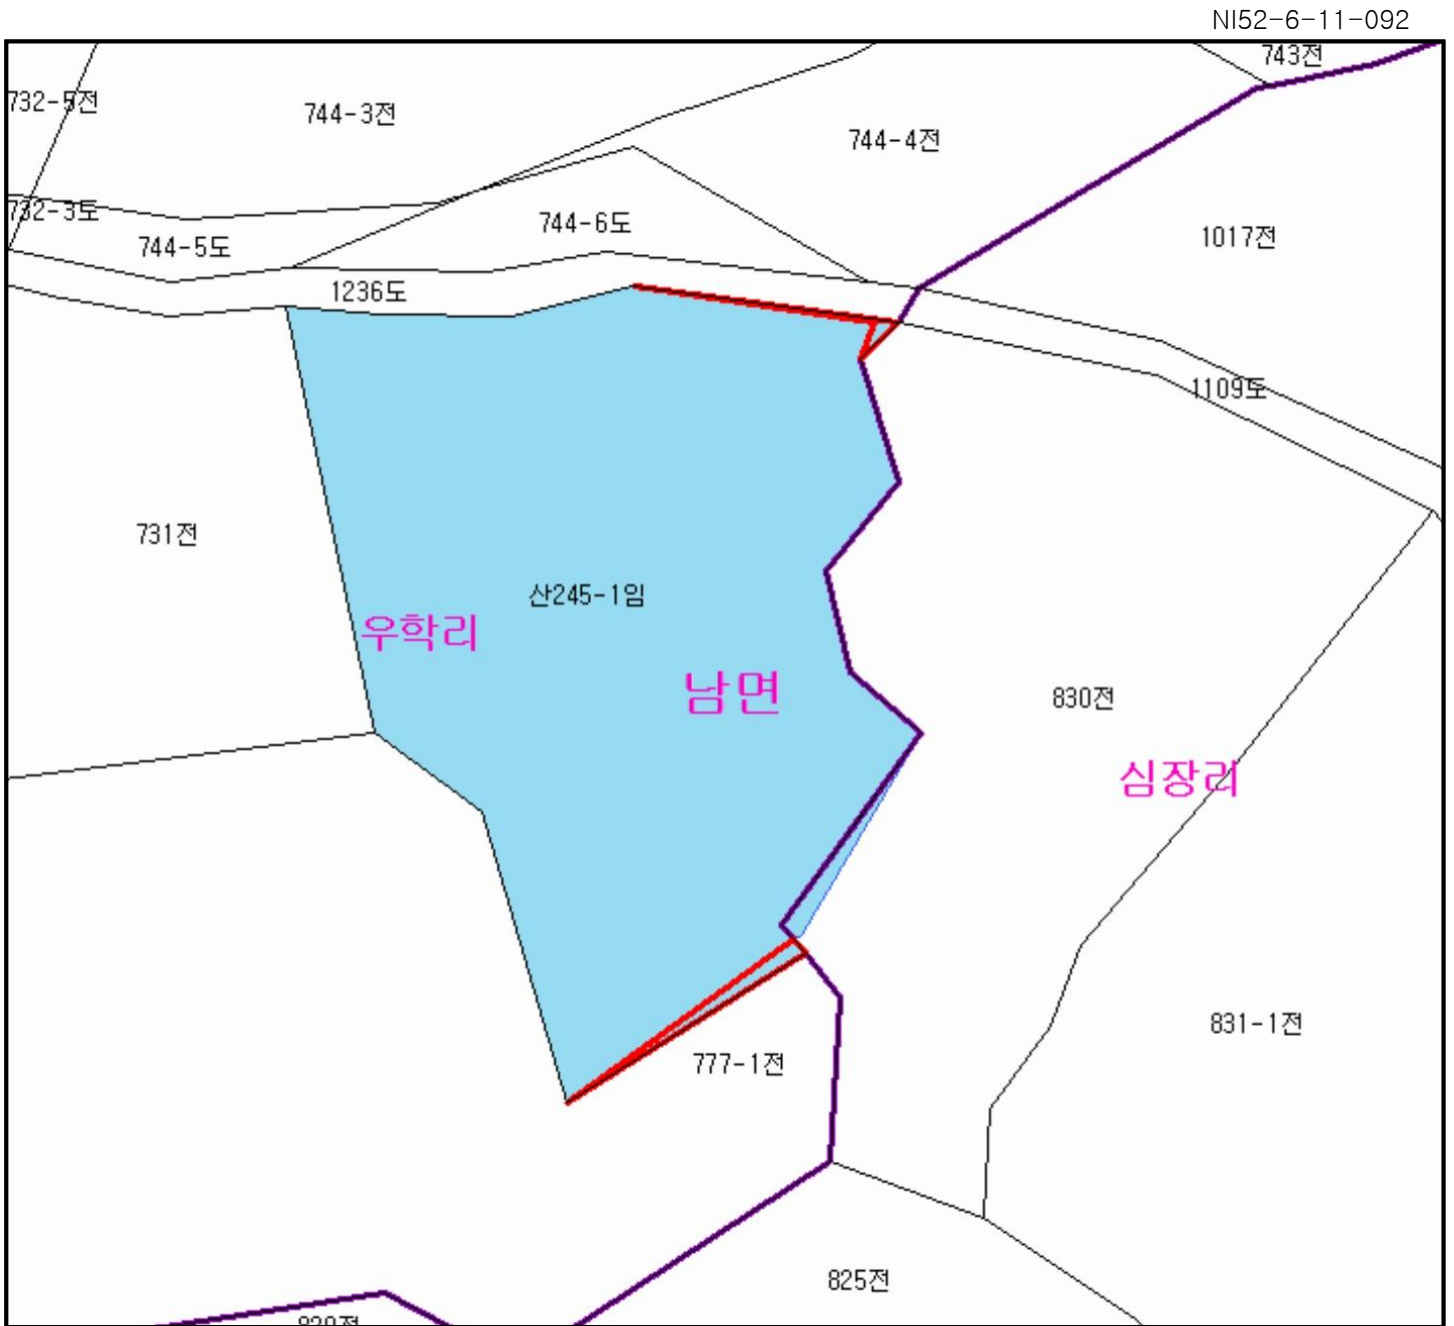 NI52-6-11-092
743전
732-5전
744-3전
744-4전
732-3도
744-6도
744-5도
1017전
1236도
1109도
731전
산245-1임
우학리
남면
830전
심장리
831-1전
777-1전
825전